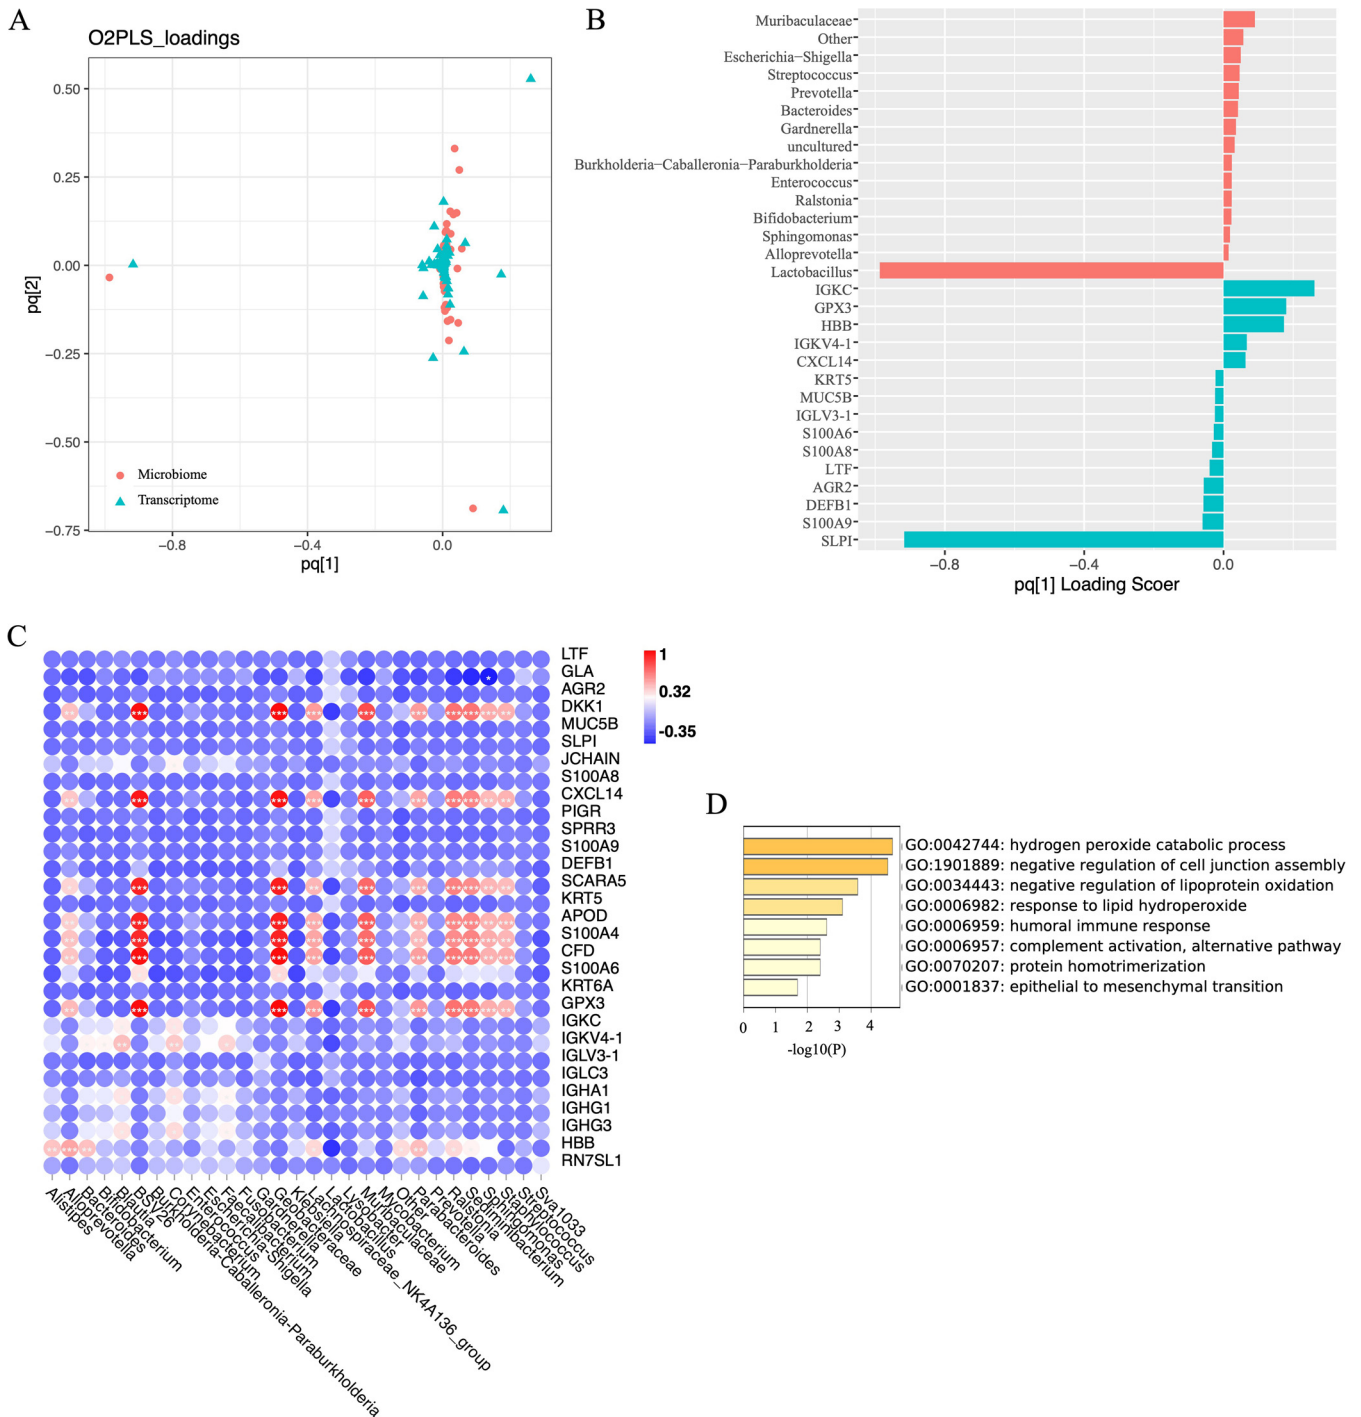 A
O2PLS_loadings
0.50
0.25
0.00
−0.25
−0.50
−0.75
pq[2]
Microbiome
Transcriptome
−0.8
−0.4
0.0
pq[1]
B
Muribaculaceae
Other
Escherichia−Shigella
Streptococcus
Prevotella
Bacteroides
Gardnerella
uncultured
Burkholderia−Caballeronia−Paraburkholderia
Enterococcus
Ralstonia
Bifidobacterium
Sphingomonas
Alloprevotella
Lactobacillus
IGKC
GPX3
HBB
IGKV4-1
CXCL14
KRT5
MUC5B
IGLV3-1
S100A6
S100A8
LTF
AGR2
DEFB1
S100A9
SLPI
−0.8
−0.4
0.0
pq[1] Loading Scoer
C
LTF
GLA
AGR2
DKK1
MUC5B
SLPI
JCHAIN
S100A8
CXCL14
PIGR
SPRR3
S100A9
DEFB1
SCARA5
KRT5
APOD
S100A4
CFD
S100A6
KRT6A
GPX3
IGKC
IGKV4-1
IGLV3-1
IGLC3
IGHA1
IGHG1
IGHG3
HBB
RN7SL1
1
0.32
-0.35
Alistipes
Alloprevotella
Bacteroides
Bifidobacterium
Blautia
BSV26
Burkholderia-Caballeronia-Paraburkholderia
Corynebacterium
Enterococcus
Escherichia-Shigella
Faecalibacterium
Fusobacterium
Gardnerella
Geobacteraceae
Klebsiella
Lachnospiraceae_NK4A136_group
Lactobacillus
Lysobacter
Muribaculaceae
Mycobacterium
Other
Parabacteroides
Prevotella
Ralstonia
Sediminibacterium
Sphingomonas
Staphylococcus
Streptococcus
Sva1033
D
GO:0042744: hydrogen peroxide catabolic process
GO:1901889: negative regulation of cell junction assembly
GO:0034443: negative regulation of lipoprotein oxidation
GO:0006982: response to lipid hydroperoxide
GO:0006959: humoral immune response
GO:0006957: complement activation, alternative pathway
GO:0070207: protein homotrimerization
GO:0001837: epithelial to mesenchymal transition
0 1 2 3 4
-log10(P)